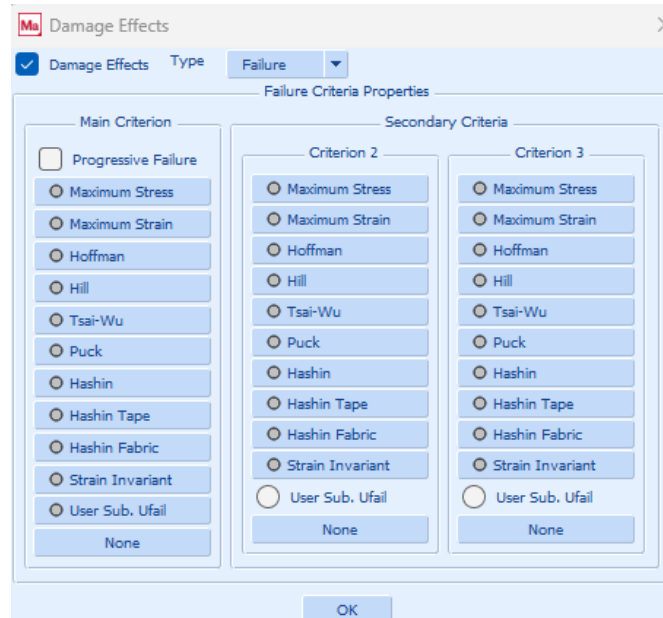 Ma Damage Effects
Damage Effects Type Failure
Failure Criteria Properties
Main Criterion
Progressive Failure
Maximum Stress
Maximum Strain
Hoffman
Hill
Tsai-Wu
Puck
Hashin
Hashin Tape
Hashin Fabric
Strain Invariant
User Sub. Ufail
None
Secondary Criteria
Criterion 2
Maximum Stress
Maximum Strain
Hoffman
Hill
Tsai-Wu
Puck
Hashin
Hashin Tape
Hashin Fabric
Strain Invariant
User Sub. Ufail
None
Criterion 3
Maximum Stress
Maximum Strain
Hoffman
Hill
Tsai-Wu
Puck
Hashin
Hashin Tape
Hashin Fabric
Strain Invariant
User Sub. Ufail
None
OK